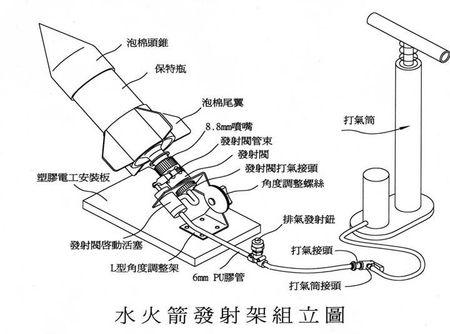 泡棉頭錐
保特瓶
泡棉尾翼
8.8mm噴嘴
發射閥管束
發射閥
發射閥打氣接頭
角度調整螺絲
塑膠電工安裝板
打氣筒
排氣發射鈕
發射閥啓動活塞
L型角度調整架
6mm PU膠管
打氣接頭
打氣筒接頭
水火箭發射架組立圖